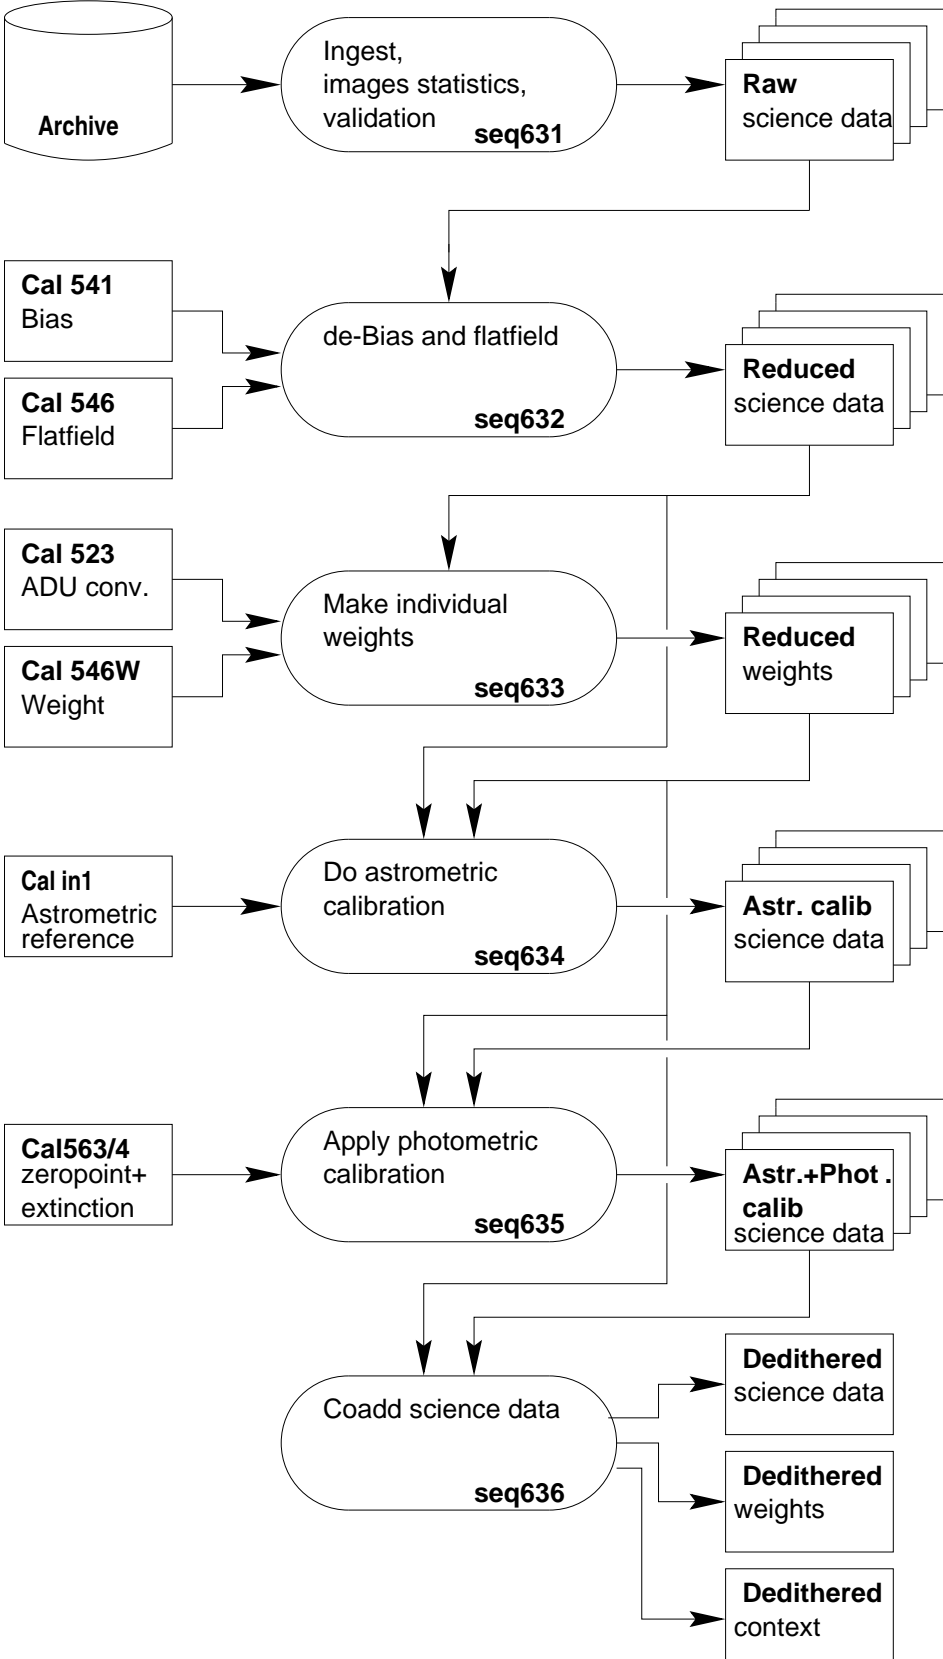 Archive
Ingest,
images statistics,
validation
seq631
Raw
science data
Cal 541
Bias
Cal 546
Flatfield
de-Bias and flatfield
seq632
Reduced
science data
Cal 523
ADU conv.
Cal 546W
Weight
Make individual
weights
seq633
Reduced
weights
Cal in1
Astrometric
reference
Do astrometric
calibration
seq634
Astr. calib
science data
Cal563/4
zeropoint+
extinction
Apply photometric
calibration
seq635
Astr.+Phot .
calib
science data
Coadd science data
seq636
Dedithered
science data
Dedithered
weights
Dedithered
context